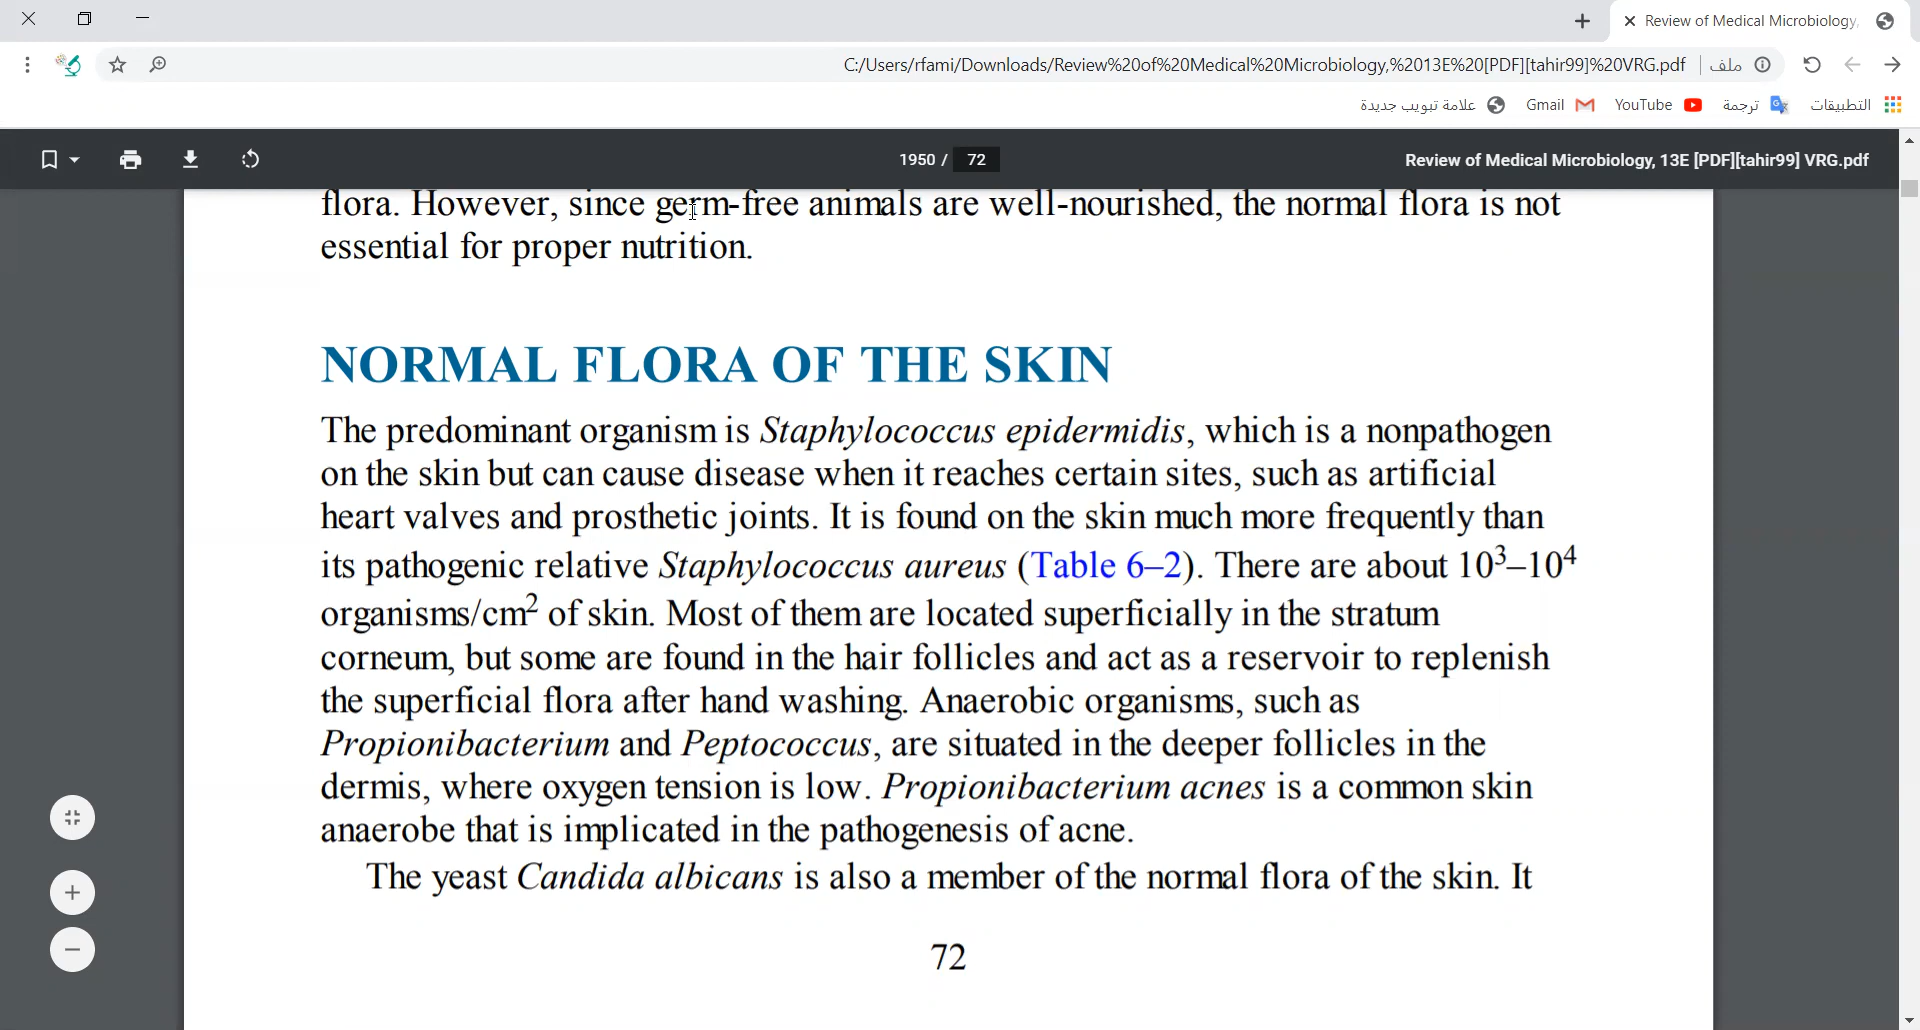 Review of Medical Microbiology,
C:/Users/rfami/Downloads/Review%20of%20Medical%20Microbiology,%2013E%20[PDF][tahir99]%20VRG.pdf | ملف
التطبيقات ترجمة YouTube Gmail علامة تبويب جديدة
1950 / 72
Review of Medical Microbiology, 13E [PDF][tahir99] VRG.pdf
flora. However, since germ-free animals are well-nourished, the normal flora is not
essential for proper nutrition.
NORMAL FLORA OF THE SKIN
The predominant organism is Staphylococcus epidermidis, which is a nonpathogen
on the skin but can cause disease when it reaches certain sites, such as artificial
heart valves and prosthetic joints. It is found on the skin much more frequently than
its pathogenic relative Staphylococcus aureus (Table 6–2). There are about 10³–10⁴
organisms/cm² of skin. Most of them are located superficially in the stratum
corneum, but some are found in the hair follicles and act as a reservoir to replenish
the superficial flora after hand washing. Anaerobic organisms, such as
Propionibacterium and Peptococcus, are situated in the deeper follicles in the
dermis, where oxygen tension is low. Propionibacterium acnes is a common skin
anaerobe that is implicated in the pathogenesis of acne.
The yeast Candida albicans is also a member of the normal flora of the skin. It
72